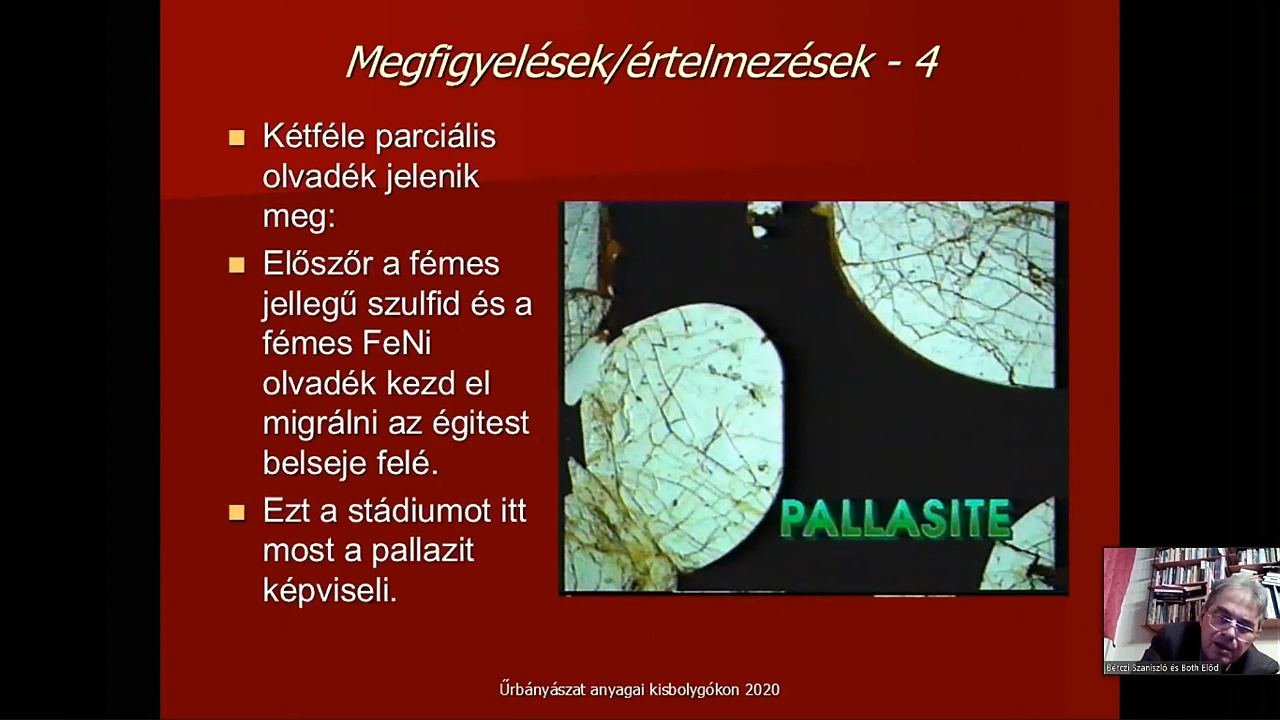 Megfigyelések/értelmezések - 4
Kétféle parciális
olvadék jelenik
meg:
Előszőr a fémes
jellegű szulfid és a
fémes FeNi
olvadék kezd el
migrálni az égitest
belseje felé.
Ezt a stádiumot itt
most a pallazit
képviseli.
PALLASITE
Bérczi Szaniszló és Both Előd
Űrbányászat anyagai kisbolygókon 2020